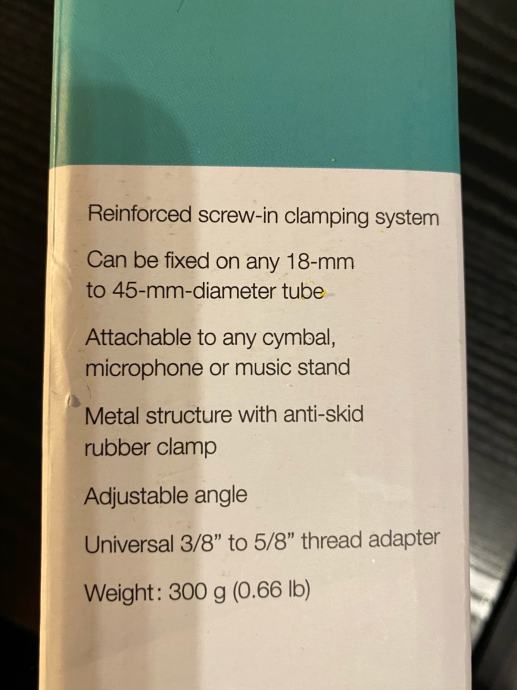 Reinforced screw-in clamping system
Can be fixed on any 18-mm
to 45-mm-diameter tube
Attachable to any cymbal,
microphone or music stand
Metal structure with anti-skid
rubber clamp
Adjustable angle
Universal 3/8” to 5/8” thread adapter
Weight: 300 g (0.66 lb)